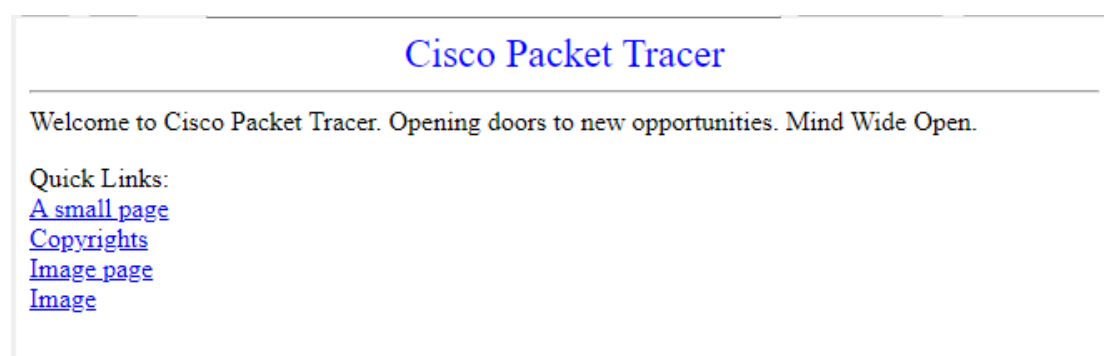 Cisco Packet Tracer
Welcome to Cisco Packet Tracer. Opening doors to new opportunities. Mind Wide Open.
Quick Links:
A small page
Copyrights
Image page
Image